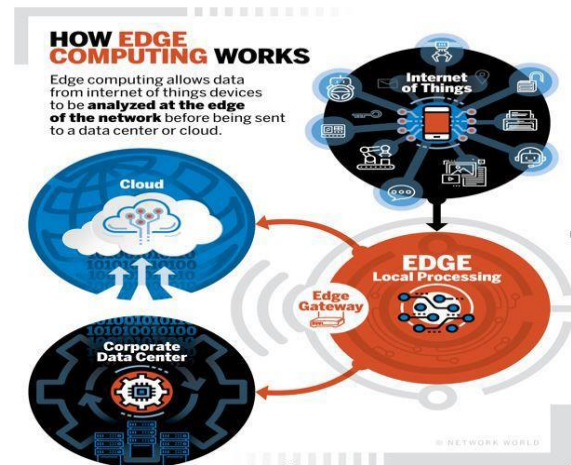 HOW EDGE
COMPUTING WORKS
Edge computing allows data
from internet of things devices
to be analyzed at the edge
of the network before being sent
to a data center or cloud.
Internet
of Things
Cloud
101010010100
EDGE
Local Processing
Edge
Gateway
101010010100
Corporate
Data Center
© NETWORK WORLD